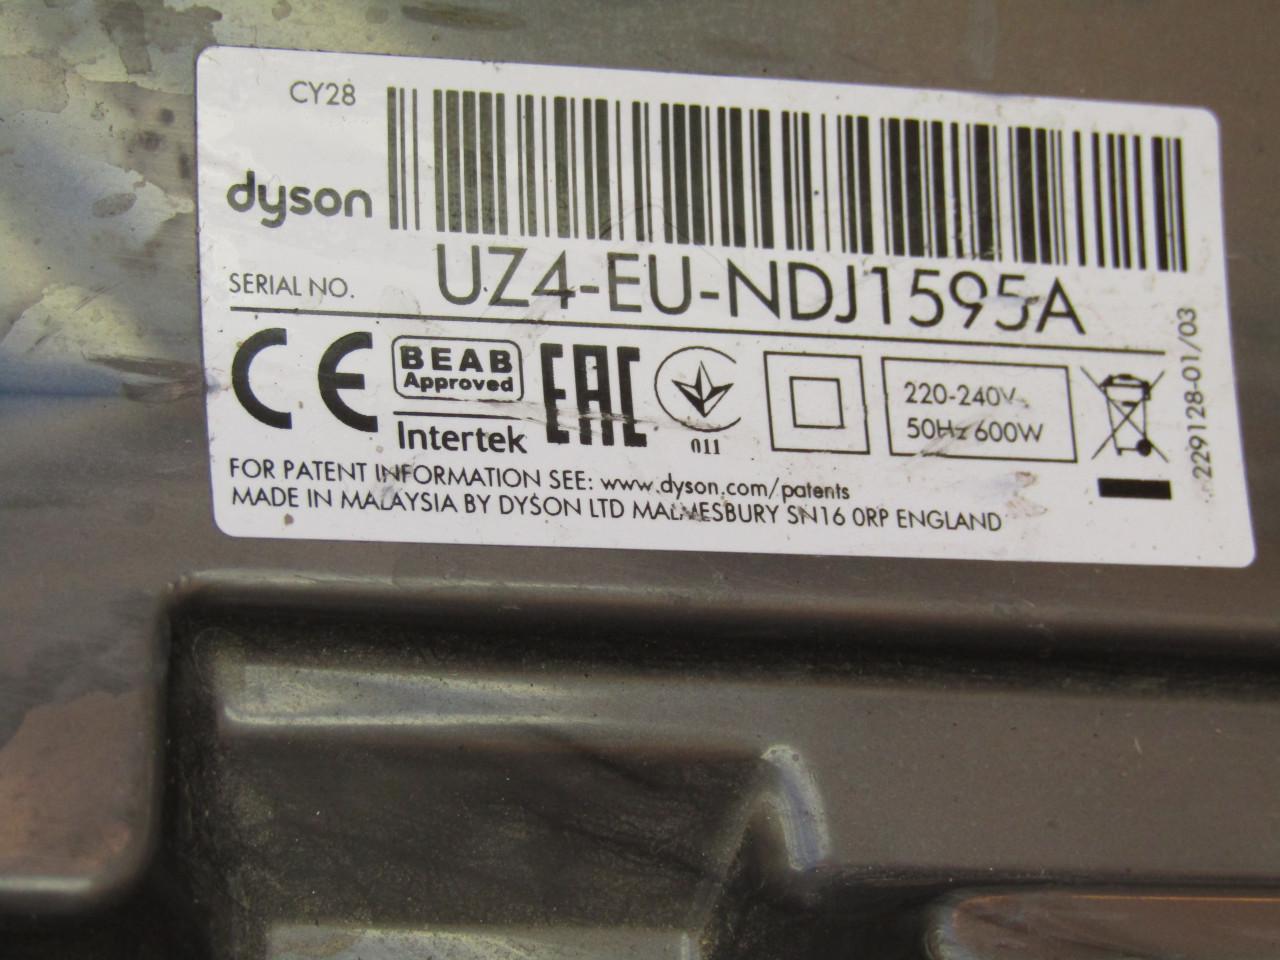 CY28
dyson
SERIAL NO. UZ4-EU-NDJ1595A
CE
BEAB
Approved
Intertek
EAC
011
220-240V~
50Hz 600W
229128-01/03
FOR PATENT INFORMATION SEE: www.dyson.com/patents
MADE IN MALAYSIA BY DYSON LTD MALMESBURY SN16 0RP ENGLAND